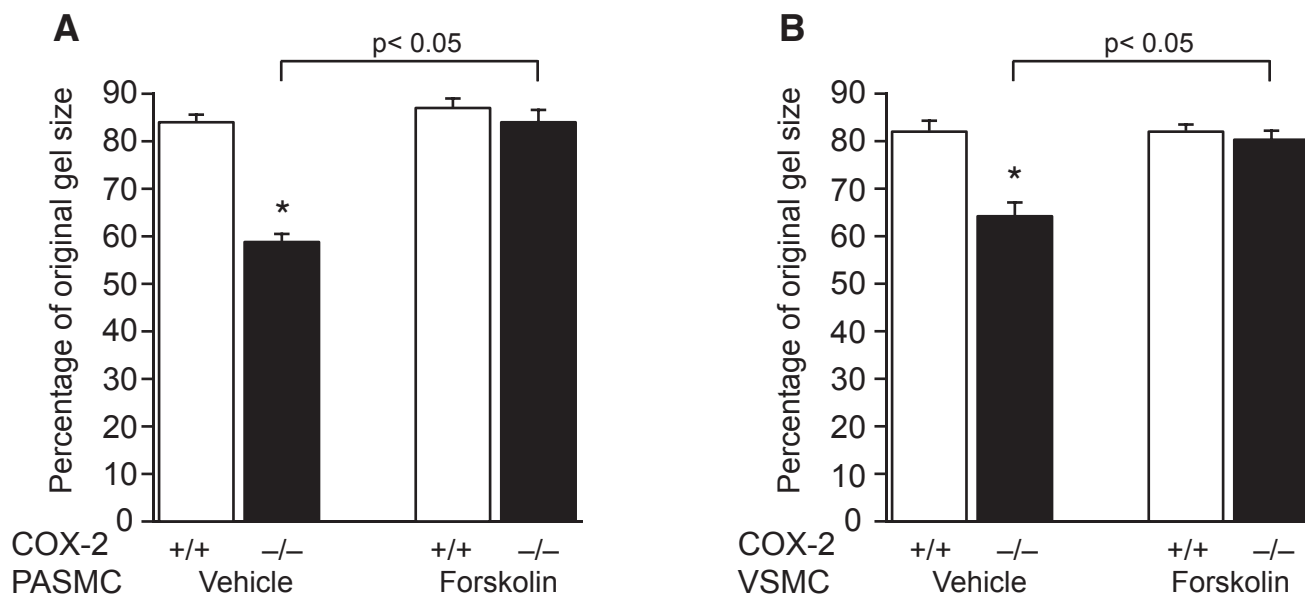 A
p< 0.05
Percentage of original gel size
90
80
70
60
50
40
30
20
10
0
*
COX-2 +/+ –/– +/+ –/–
PASMC Vehicle Forskolin
B
p< 0.05
Percentage of original gel size
90
80
70
60
50
40
30
20
10
0
*
COX-2 +/+ –/– +/+ –/–
VSMC Vehicle Forskolin